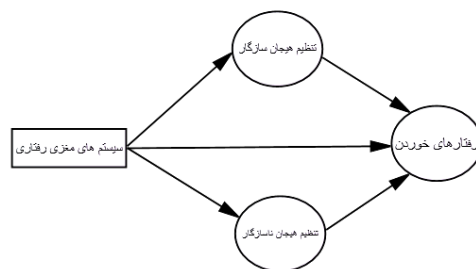 تنظیم هیجان سازگار
رفتارهای خوردن
سیستم های مغزی رفتاری
تنظیم هیجان ناسازگار